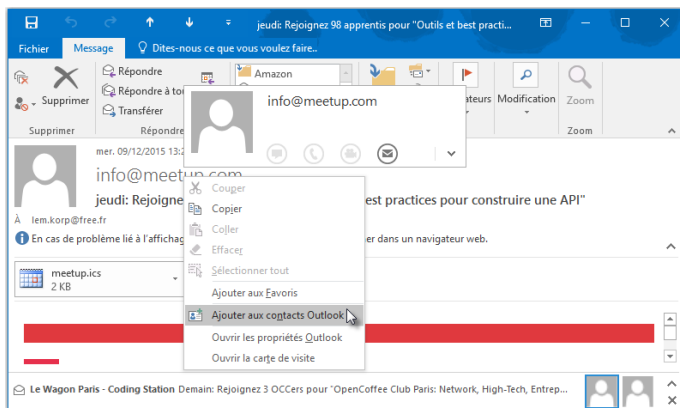 jeudi: Rejoignez 98 apprentis pour "Outils et best practi...
Fichier Message Dites-nous ce que vous voulez faire..
Supprimer
Répondre
Répondre à to
Transférer
Amazon
Modification
Zoom
Supprimer
Répondre
Zoom
info@meetup.com
mer. 09/12/2015 13:2
info@meetup.com
jeudi: Rejoigne
est practices pour construire une API"
À lem.korp@free.fr
En cas de problème lié à l'affichag
er dans un navigateur web.
meetup.ics
2 KB
Couper
Copier
Coller
Effacer
Sélectionner tout
Ajouter aux Favoris
Ajouter aux contacts Outlook
Ouvrir les propriétés Outlook
Ouvrir la carte de visite
Le Wagon Paris - Coding Station Demain: Rejoignez 3 OCCers pour "OpenCoffee Club Paris: Network, High-Tech, Entrep...